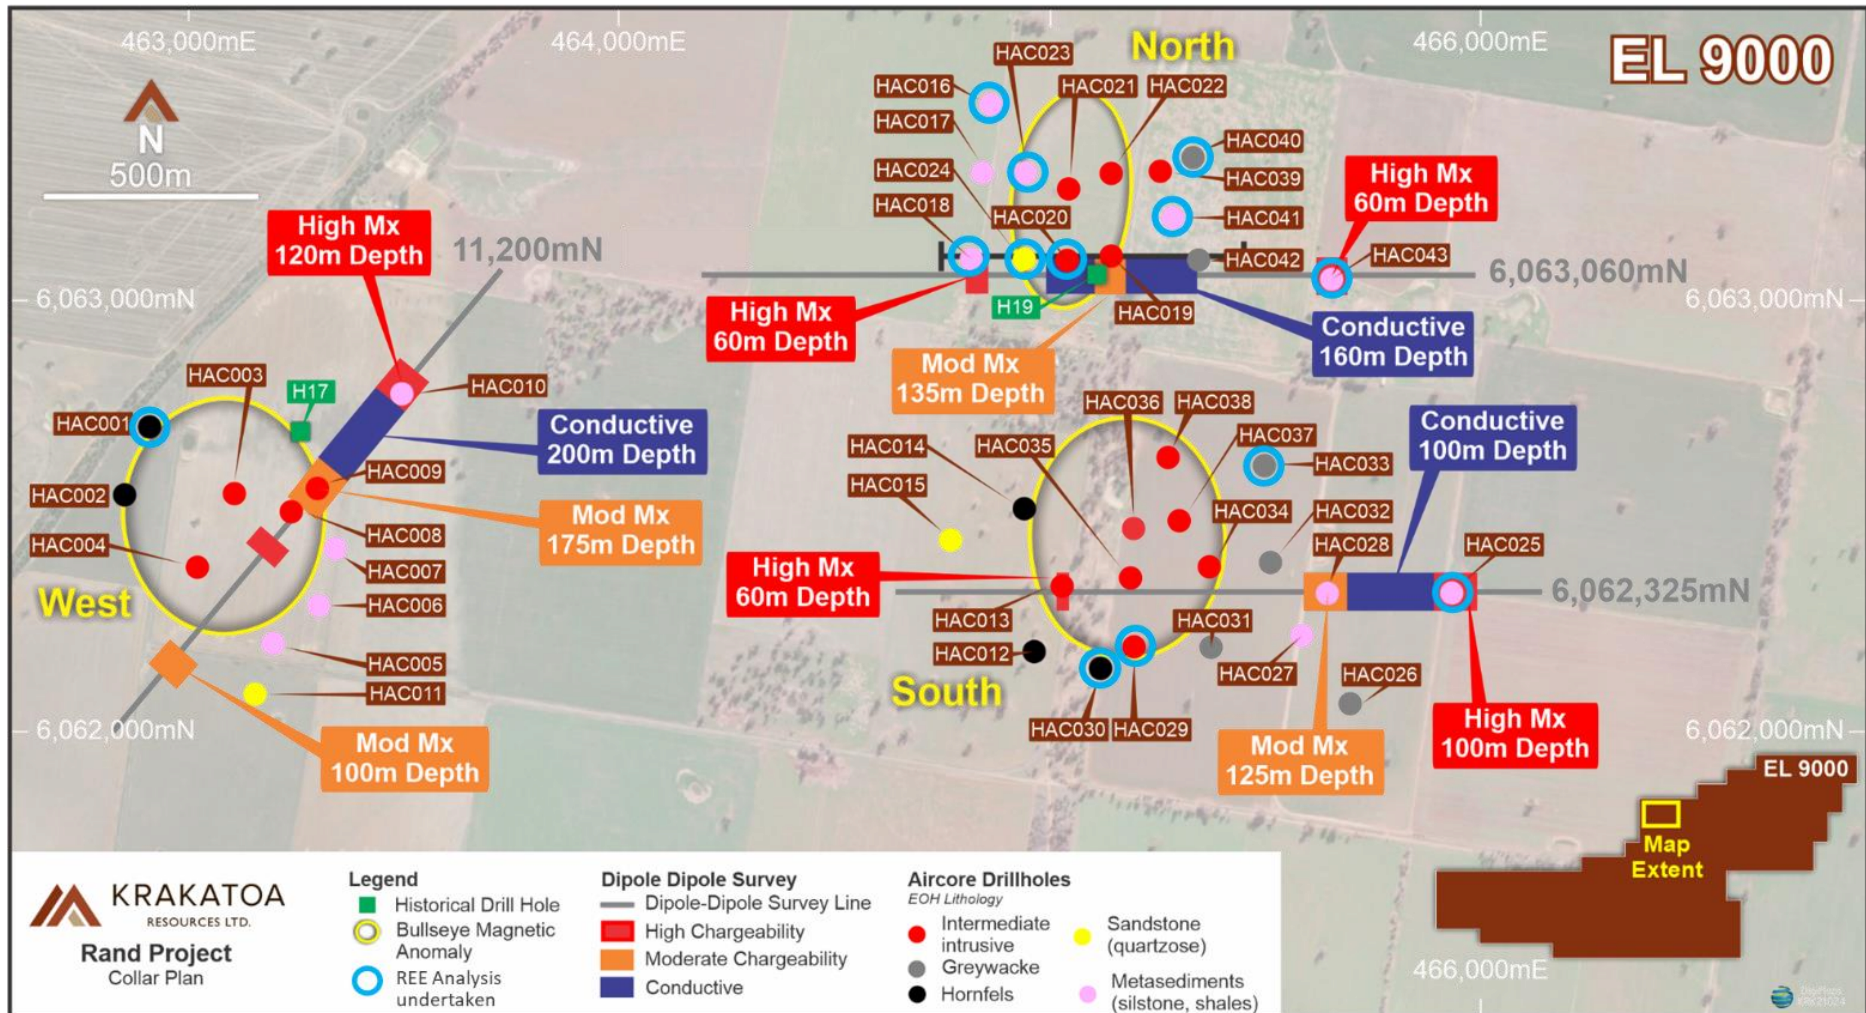 463,000mE
464,000mE
466,000mE
North
EL 9000
N
500m
HAC023
HAC016
HAC021
HAC022
HAC017
HAC040
HAC024
HAC039
HAC018
HAC020
HAC041
HAC042
HAC043
High Mx
60m Depth
High Mx
120m Depth
11,200mN
6,063,060mN
6,063,000mN
6,063,000mN
H19
HAC019
High Mx
60m Depth
Conductive
160m Depth
Mod Mx
135m Depth
HAC003
H17
HAC010
HAC001
Conductive
200m Depth
HAC009
HAC002
HAC008
HAC004
HAC007
Mod Mx
175m Depth
West
HAC006
HAC005
HAC011
6,062,000mN
Mod Mx
100m Depth
HAC036
HAC038
HAC014
HAC035
HAC037
HAC033
Conductive
100m Depth
HAC015
HAC034
HAC032
HAC028
HAC025
High Mx
60m Depth
6,062,325mN
HAC013
HAC031
HAC012
HAC027
HAC026
South
HAC030
HAC029
Mod Mx
125m Depth
High Mx
100m Depth
6,062,000mN
EL 9000
Map
Extent
466,000mE
KRAKATOA
RESOURCES LTD.
Rand Project
Collar Plan
Legend
Historical Drill Hole
Bullseye Magnetic
Anomaly
REE Analysis
undertaken
Dipole Dipole Survey
Dipole-Dipole Survey Line
High Chargeability
Moderate Chargeability
Conductive
Aircore Drillholes
EOH Lithology
Intermediate
intrusive
Greywacke
Hornfels
Sandstone
(quartzose)
Metasediments
(silstone, shales)
DigiMaps
KRK21024